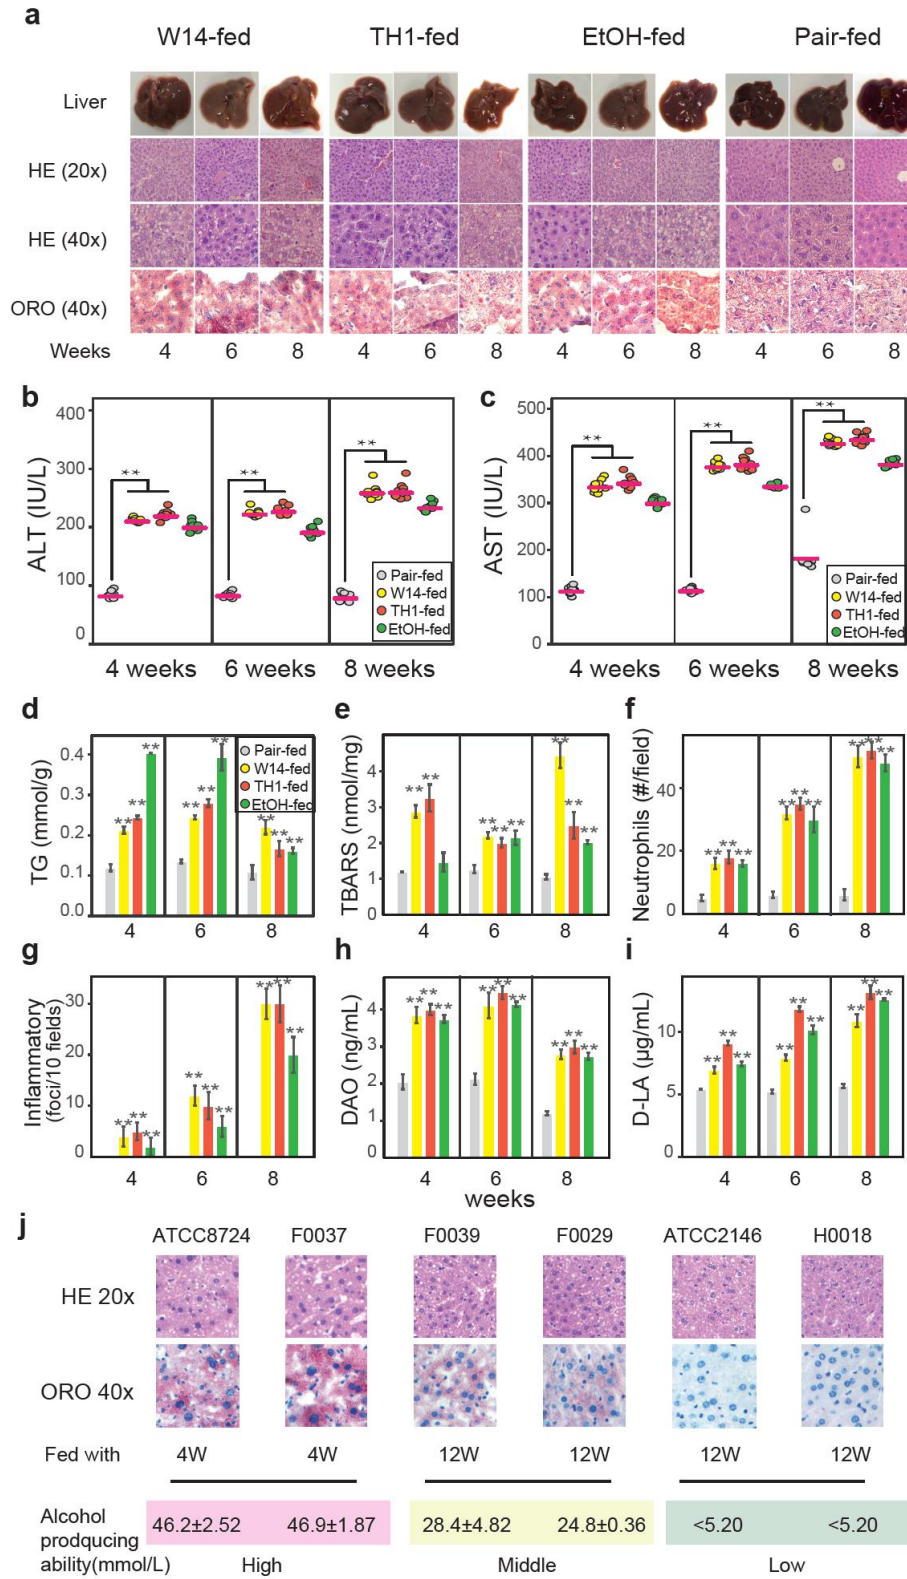 a
W14-fed TH1-fed EtOH-fed Pair-fed
Liver
HE (20x)
HE (40x)
ORO (40x)
Weeks 4 6 8 4 6 8 4 6 8 4 6 8
b
ALT (IU/L)
400
300
200
100
0
** ** **
Pair-fed
W14-fed
TH1-fed
EtOH-fed
4 weeks 6 weeks 8 weeks
c
AST (IU/L)
500
400
300
200
100
0
** ** **
Pair-fed
W14-fed
TH1-fed
EtOH-fed
4 weeks 6 weeks 8 weeks
d
TG (mmol/g)
0.4
0.3
0.2
0.1
0.0
** ** ** ** ** ** ** ** **
Pair-fed
W14-fed
TH1-fed
EtOH-fed
4 6 8
e
TBARS (nmol/mg)
4
3
2
1
0
** ** ** ** ** ** ** **
4 6 8
f
Neutrophils (#/field)
40
20
0
** ** ** ** ** ** ** ** **
4 6 8
g
Inflammatory
(foci/10 fields)
30
20
10
0
** ** ** ** ** ** ** ** **
4 6 8
h
DAO (ng/mL)
4
3
2
1
0
** ** ** ** ** ** ** ** **
4 6 8
weeks
i
D-LA (µg/mL)
10
5
0
** ** ** ** ** ** ** ** **
4 6 8
j
ATCC8724 F0037 F0039 F0029 ATCC2146 H0018
HE 20x
ORO 40x
Fed with 4W 4W 12W 12W 12W 12W
Alcohol
prodqucing
ability(mmol/L)
46.2±2.52 46.9±1.87 28.4±4.82 24.8±0.36 <5.20 <5.20
High Middle Low